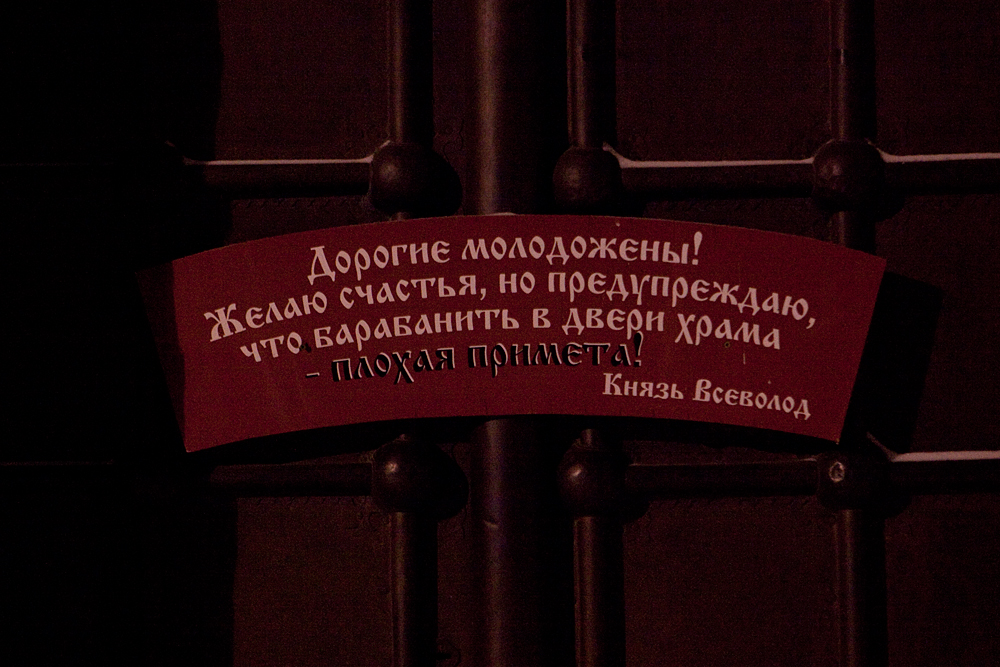 Дорогие молодожены!
Желаю счастья, но предупреждаю,
что барабанить в двери храма
- плохая примета!
Князь Всеволод